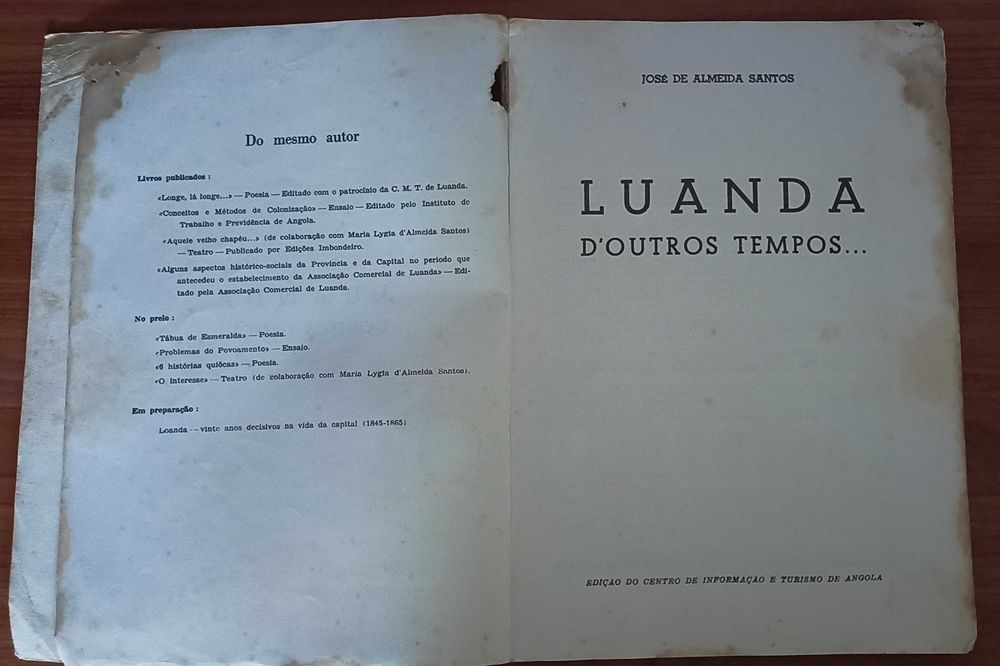 Do mesmo autor
Livros publicados :
«Longe, lá longe...» — Poesia — Editado com o patrocínio da C. M. T. de Luanda.
«Conceitos e Métodos de Colonização» — Ensaio — Editado pelo Instituto de
Trabalho e Previdência de Angola.
«Aquele velho chapéu...» (de colaboração com Maria Lygia d'Almeida Santos)
— Teatro — Publicado por Edições Imbondeiro.
«Alguns aspectos histórico-sociais da Província e da Capital no período que
antecedeu o estabelecimento da Associação Comercial de Luanda» — Edi-
tado pela Associação Comercial de Luanda.
No prelo :
«Tábua de Esmeralda» — Poesia.
«Problemas do Povoamento» — Ensaio.
«6 histórias quiôcas» — Poesia.
«O interesse» — Teatro (de colaboração com Maria Lygia d'Almeida Santos).
Em preparação :
Loanda — vinte anos decisivos na vida da capital (1845-1865)
JOSÉ DE ALMEIDA SANTOS
LUANDA
D'OUTROS TEMPOS...
EDIÇÃO DO CENTRO DE INFORMAÇÃO E TURISMO DE ANGOLA